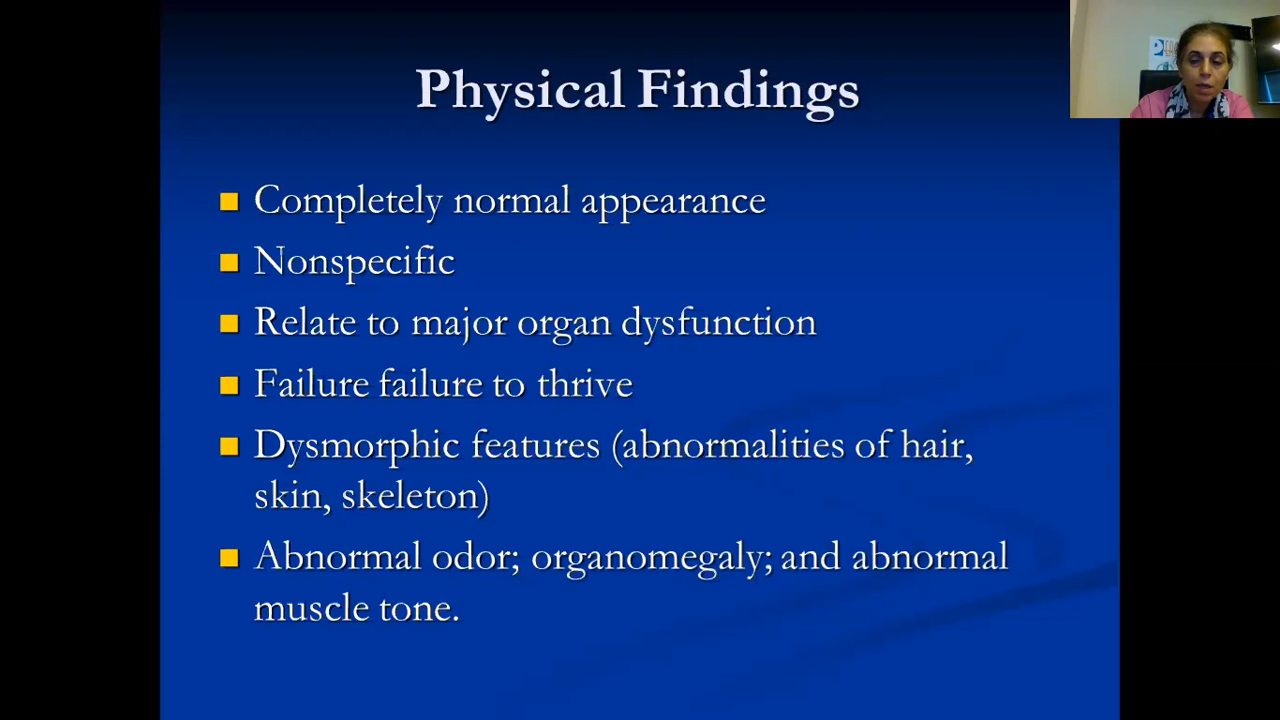 Physical Findings
Completely normal appearance
Nonspecific
Relate to major organ dysfunction
Failure failure to thrive
Dysmorphic features (abnormalities of hair,
skin, skeleton)
Abnormal odor; organomegaly; and abnormal
muscle tone.